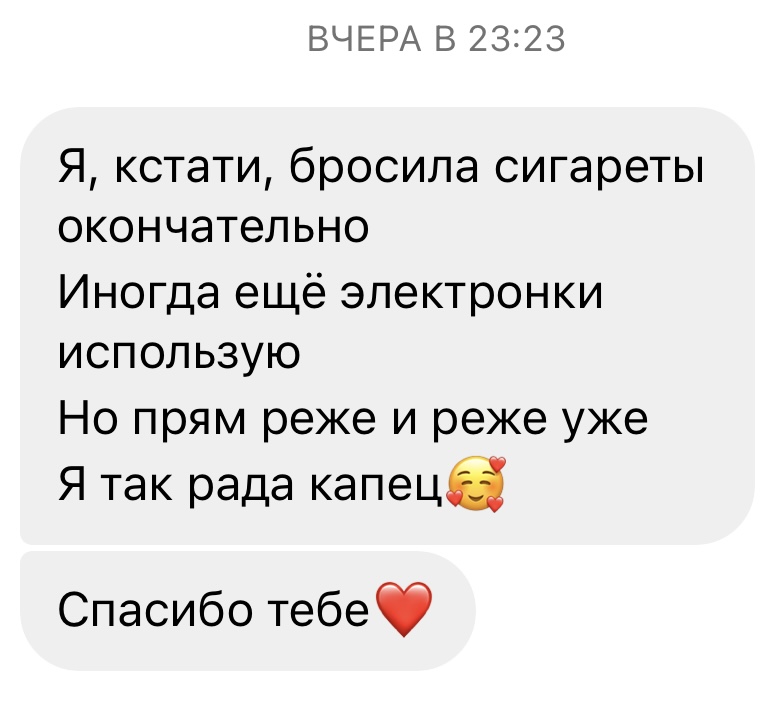 ВЧЕРА В 23:23
Я, кстати, бросила сигареты
окончательно
Иногда ещё электронки
использую
Но прям реже и реже уже
Я так рада капец🥰
Спасибо тебе❤️